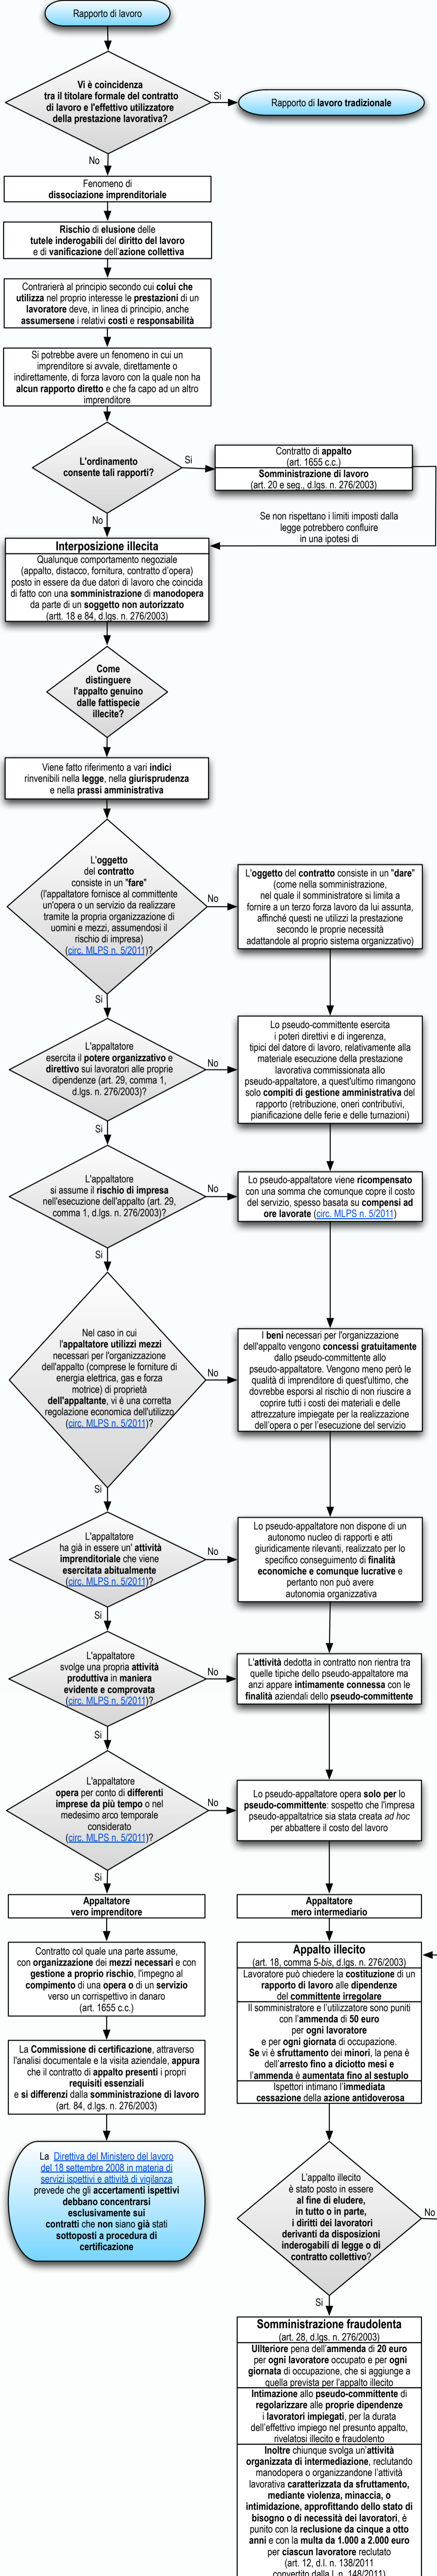 Rapporto di lavoro
Vi è coincidenza
tra il titolare formale del contratto
di lavoro e l'effettivo utilizzatore
della prestazione lavorativa?
Si
Rapporto di lavoro tradizionale
No
Fenomeno di
dissociazione imprenditoriale
Rischio di elusione delle
tutele inderogabili del diritto del lavoro
e di vanificazione dell'azione collettiva
Contrarierà al principio secondo cui colui che
utilizza nel proprio interesse le prestazioni di un
lavoratore deve, in linea di principio, anche
assumersene i relativi costi e responsabilità
Si potrebbe avere un fenomeno in cui un
imprenditore si avvale, direttamente o
indirettamente, di forza lavoro con la quale non ha
alcun rapporto diretto e che fa capo ad un altro
imprenditore
L'ordinamento
consente tali rapporti?
Si
Contratto di appalto
(art. 1655 c.c.)
Somministrazione di lavoro
(art. 20 e seg., d.lgs. n. 276/2003)
No
Se non rispettano i limiti imposti dalla
legge potrebbero confluire
in una ipotesi di
Interposizione illecita
Qualunque comportamento negoziale
(appalto, distacco, fornitura, contratto d'opera)
posto in essere da due datori di lavoro che coincida
di fatto con una somministrazione di manodopera
da parte di un soggetto non autorizzato
(artt. 18 e 84, d.lgs. n. 276/2003)
Come
distinguere
l'appalto genuino
dalle fattispecie
illecite?
Viene fatto riferimento a vari indici
rinvenibili nella legge, nella giurisprudenza
e nella prassi amministrativa
L'oggetto
del contratto
consiste in un "fare"
(l'appaltatore fornisce al committente
un'opera o un servizio da realizzare
tramite la propria organizzazione di
uomini e mezzi, assumendosi il
rischio di impresa)
(circ. MLPS n. 5/2011)?
No
L'oggetto del contratto consiste in un "dare"
(come nella somministrazione,
nel quale il somministratore si limita a
fornire a un terzo forza lavoro da lui assunta,
affinché questi ne utilizzi la prestazione
secondo le proprie necessità
adattandole al proprio sistema organizzativo)
Si
L'appaltatore
esercita il potere organizzativo e
direttivo sui lavoratori alle proprie
dipendenze (art. 29, comma 1,
d.lgs. n. 276/2003)?
No
Lo pseudo-committente esercita
i poteri direttivi e di ingerenza,
tipici del datore di lavoro, relativamente alla
materiale esecuzione della prestazione
lavorativa commissionata allo
pseudo-appaltatore, a quest'ultimo rimangono
solo compiti di gestione amministrativa del
rapporto (retribuzione, oneri contributivi,
pianificazione delle ferie e delle turnazioni)
Si
L'appaltatore
si assume il rischio di impresa
nell'esecuzione dell'appalto (art. 29,
comma 1, d.lgs. n. 276/2003)?
No
Lo pseudo-appaltatore viene ricompensato
con una somma che comunque copre il costo
del servizio, spesso basata su compensi ad
ore lavorate (circ. MLPS n. 5/2011)
Si
Nel caso in cui
l'appaltatore utilizzi mezzi
necessari per l'organizzazione
dell'appalto (comprese le forniture di
energia elettrica, gas e forza
motrice) di proprietà
dell'appaltante, vi è una corretta
regolazione economica dell'utilizzo
(circ. MLPS n. 5/2011)?
No
I beni necessari per l'organizzazione
dell'appalto vengono concessi gratuitamente
dallo pseudo-committente allo
pseudo-appaltatore. Vengono meno però le
qualità di imprenditore di quest'ultimo, che
dovrebbe esporsi al rischio di non riuscire a
coprire tutti i costi dei materiali e delle
attrezzature impiegate per la realizzazione
dell'opera o per l'esecuzione del servizio
Si
L'appaltatore
ha già in essere un' attività
imprenditoriale che viene
esercitata abitualmente
(circ. MLPS n. 5/2011)?
No
Lo pseudo-appaltatore non dispone di un
autonomo nucleo di rapporti e atti
giuridicamente rilevanti, realizzato per lo
specifico conseguimento di finalità
economiche e comunque lucrative e
pertanto non può avere
autonomia organizzativa
Si
L'appaltatore
svolge una propria attività
produttiva in maniera
evidente e comprovata
(circ. MLPS n. 5/2011)?
No
L'attività dedotta in contratto non rientra tra
quelle tipiche dello pseudo-appaltatore ma
anzi appare intimamente connessa con le
finalità aziendali dello pseudo-committente
Si
L'appaltatore
opera per conto di differenti
imprese da più tempo o nel
medesimo arco temporale
considerato
(circ. MLPS n. 5/2011)?
No
Lo pseudo-appaltatore opera solo per lo
pseudo-committente: sospetto che l'impresa
pseudo-appaltatrice sia stata creata ad hoc
per abbattere il costo del lavoro
Si
Appaltatore
vero imprenditore
Appaltatore
mero intermediario
Contratto col quale una parte assume,
con organizzazione dei mezzi necessari e con
gestione a proprio rischio, l'impegno al
compimento di una opera o di un servizio
verso un corrispettivo in danaro
(art. 1655 c.c.)
La Commissione di certificazione, attraverso
l'analisi documentale e la visita aziendale, appura
che il contratto di appalto presenti i propri
requisiti essenziali
e si differenzi dalla somministrazione di lavoro
(art. 84, d.lgs. n. 276/2003)
La Direttiva del Ministero del lavoro
del 18 settembre 2008 in materia di
servizi ispettivi e attività di vigilanza
prevede che gli accertamenti ispettivi
debbano concentrarsi
esclusivamente sui
contratti che non siano già stati
sottoposti a procedura di
certificazione
Appalto illecito
(art. 18, comma 5-bis, d.lgs. n. 276/2003)
Lavoratore può chiedere la costituzione di un
rapporto di lavoro alle dipendenze
del committente irregolare
Il somministratore e l'utilizzatore sono puniti
con l'ammenda di 50 euro
per ogni lavoratore
e per ogni giornata di occupazione.
Se vi è sfruttamento dei minori, la pena è
dell'arresto fino a diciotto mesi e
l'ammenda è aumentata fino al sestuplo
Ispettori intimano l'immediata
cessazione della azione antidoverosa
L'appalto illecito
è stato posto in essere
al fine di eludere,
in tutto o in parte,
i diritti dei lavoratori
derivanti da disposizioni
inderogabili di legge o di
contratto collettivo?
No
Si
Somministrazione fraudolenta
(art. 28, d.lgs. n. 276/2003)
Ullteriore pena dell'ammenda di 20 euro
per ogni lavoratore occupato e per ogni
giornata di occupazione, che si aggiunge a
quella prevista per l'appalto illecito
Intimazione allo pseudo-committente di
regolarizzare alle proprie dipendenze
i lavoratori impiegati, per la durata
dell'effettivo impiego nel presunto appalto,
rivelatosi illecito e fraudolento
Inoltre chiunque svolga un'attività
organizzata di intermediazione, reclutando
manodopera o organizzandone l'attività
lavorativa caratterizzata da sfruttamento,
mediante violenza, minaccia, o
intimidazione, approfittando dello stato di
bisogno o di necessità dei lavoratori, è
punito con la reclusione da cinque a otto
anni e con la multa da 1.000 a 2.000 euro
per ciascun lavoratore reclutato
(art. 12, d.l. n. 138/2011
convertito dalla l. n. 148/2011)